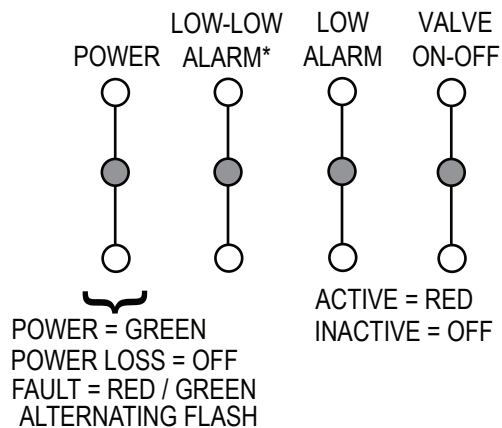 POWER
LOW-LOW
ALARM*
LOW
ALARM
VALVE
ON-OFF
POWER = GREEN
POWER LOSS = OFF
FAULT = RED / GREEN
ALTERNATING FLASH
ACTIVE = RED
INACTIVE = OFF